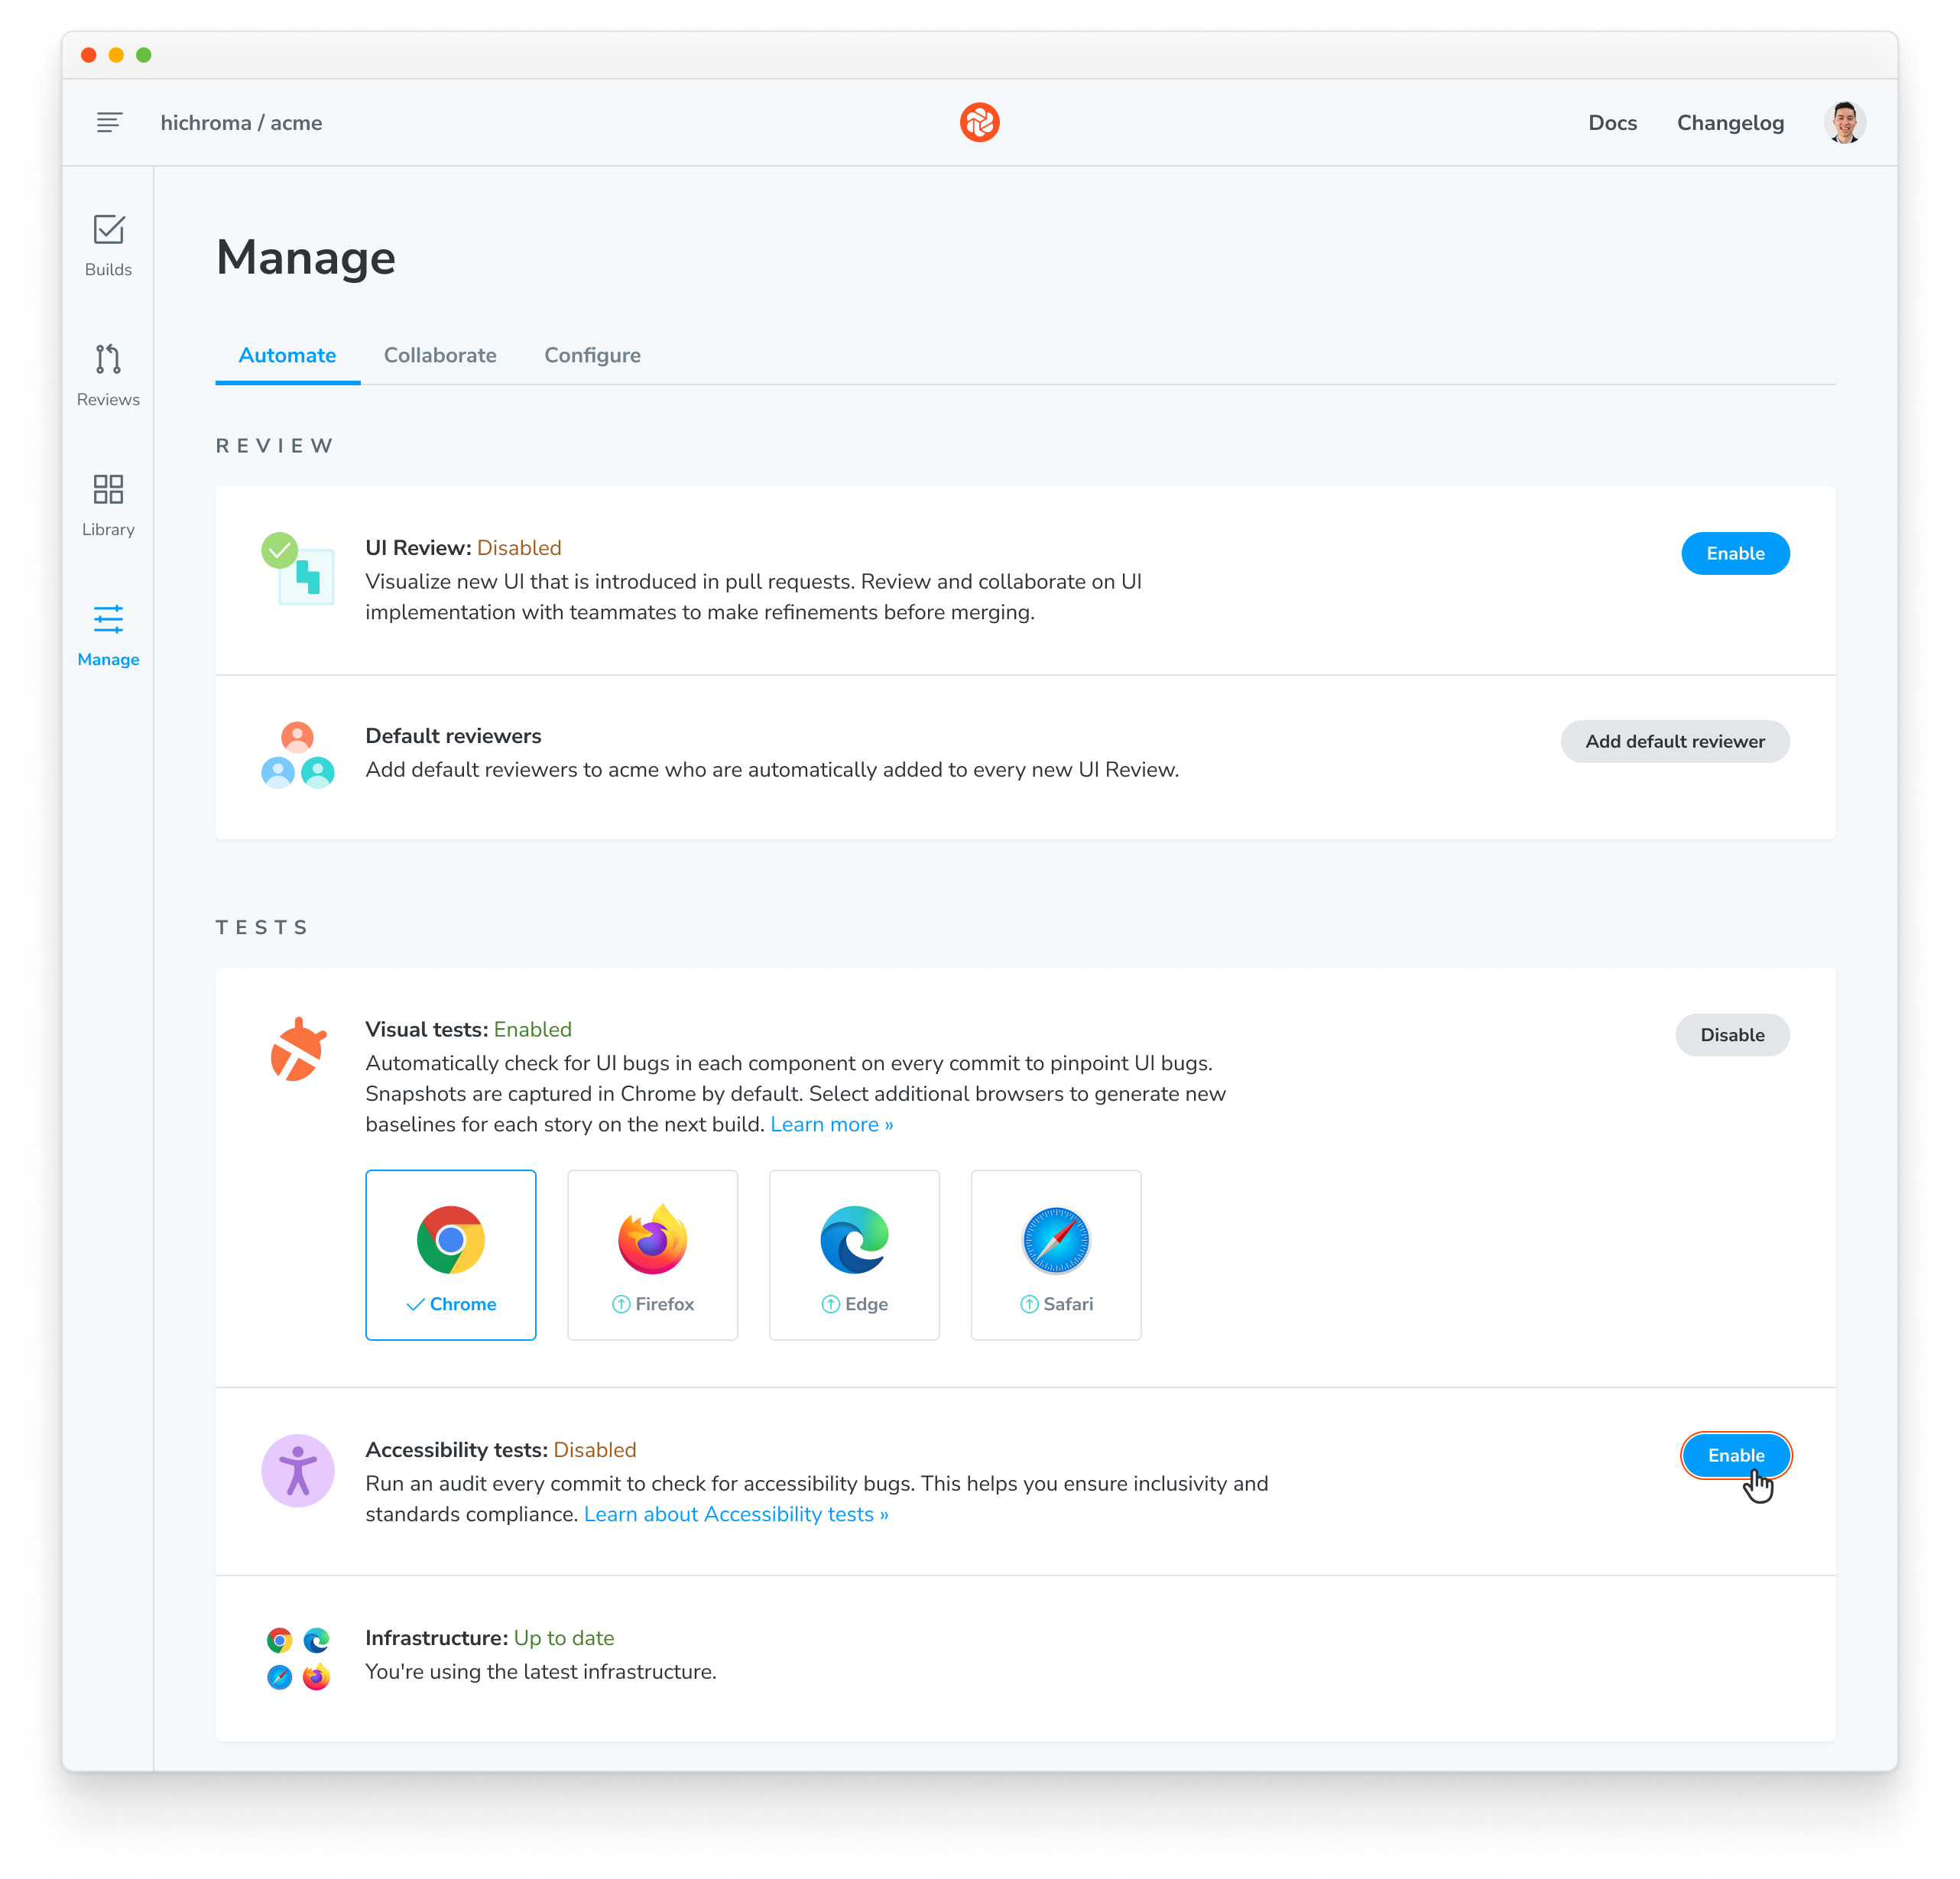 hichroma / acme
Docs
Changelog
Builds
Reviews
Library
Manage
Manage
Automate
Collaborate
Configure
REVIEW
UI Review: Disabled
Visualize new UI that is introduced in pull requests. Review and collaborate on UI
implementation with teammates to make refinements before merging.
Enable
Default reviewers
Add default reviewers to acme who are automatically added to every new UI Review.
Add default reviewer
TESTS
Visual tests: Enabled
Automatically check for UI bugs in each component on every commit to pinpoint UI bugs.
Snapshots are captured in Chrome by default. Select additional browsers to generate new
baselines for each story on the next build. Learn more »
Disable
Chrome
Firefox
Edge
Safari
Accessibility tests: Disabled
Run an audit every commit to check for accessibility bugs. This helps you ensure inclusivity and
standards compliance. Learn about Accessibility tests »
Enable
Infrastructure: Up to date
You're using the latest infrastructure.